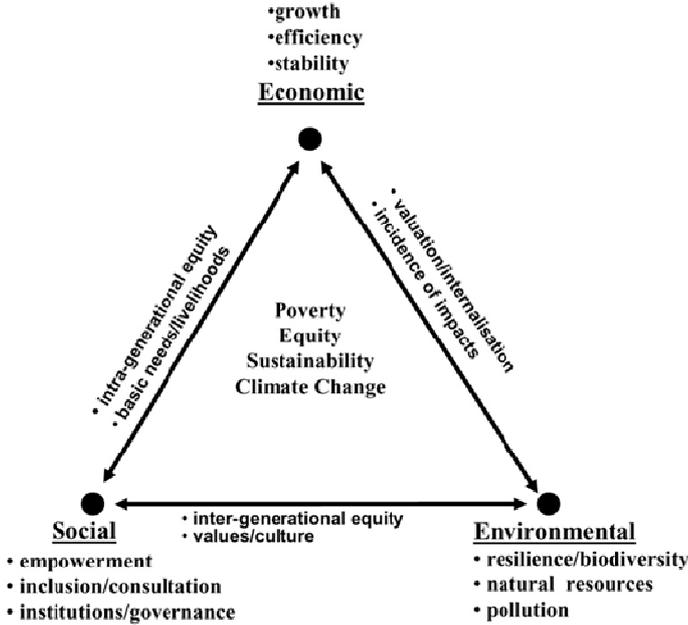 •growth
•efficiency
•stability
Economic
• intra-generational equity
• basic needs/livelihoods
• valuation/internalisation
• incidence of impacts
Poverty
Equity
Sustainability
Climate Change
• inter-generational equity
• values/culture
Social
• empowerment
• inclusion/consultation
• institutions/governance
Environmental
• resilience/biodiversity
• natural resources
• pollution